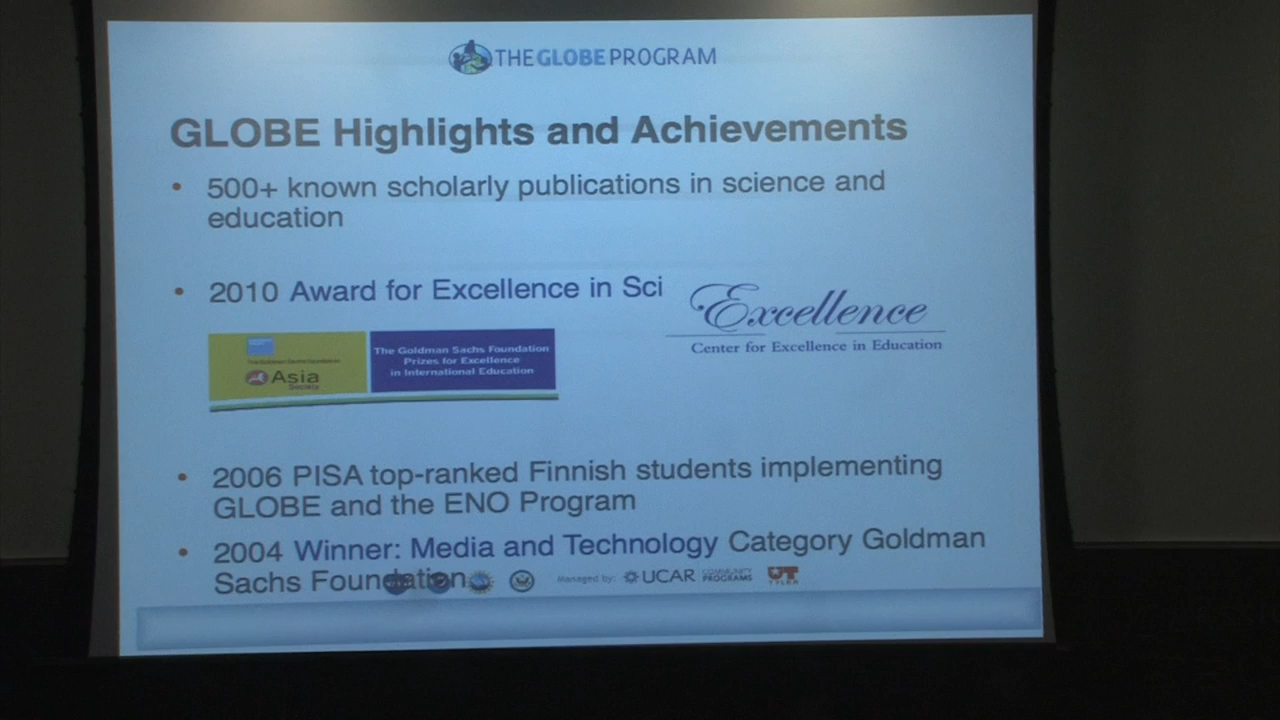 THE GLOBE PROGRAM
GLOBE Highlights and Achievements
• 500+ known scholarly publications in science and
education
• 2010 Award for Excellence in Sci
Excellence
Center for Excellence in Education
The Goldman Sachs Foundation
Asia
Society
The Goldman Sachs Foundation
Prizes for Excellence
in International Education
• 2006 PISA top-ranked Finnish students implementing
GLOBE and the ENO Program
• 2004 Winner: Media and Technology Category Goldman
Sachs Foundation
Managed by: UCAR COMMUNITY
PROGRAMS
UT
TYLER